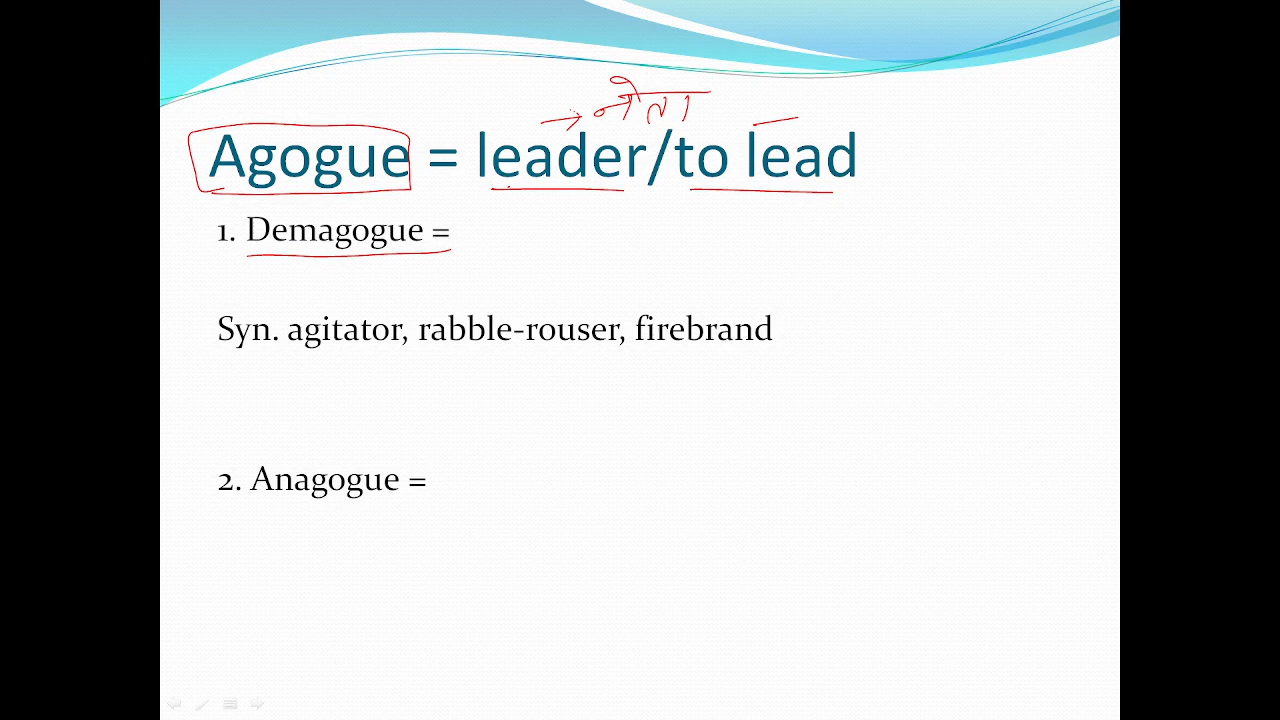 नेता
Agogue = leader/to lead
1. Demagogue =
Syn. agitator, rabble-rouser, firebrand
2. Anagogue =